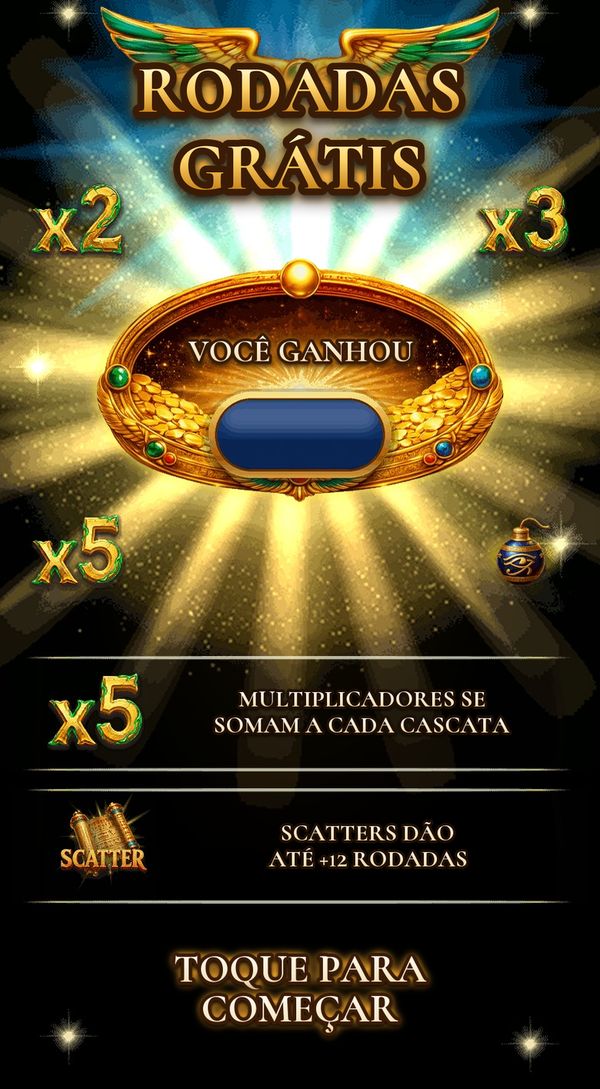 RODADAS
GRÁTIS
x2
x3
VOCÊ GANHOU
x5
x5
MULTIPLICADORES SE
SOMAM A CADA CASCATA
SCATTER
SCATTERS DÃO
ATÉ +12 RODADAS
TOQUE PARA
COMEÇAR